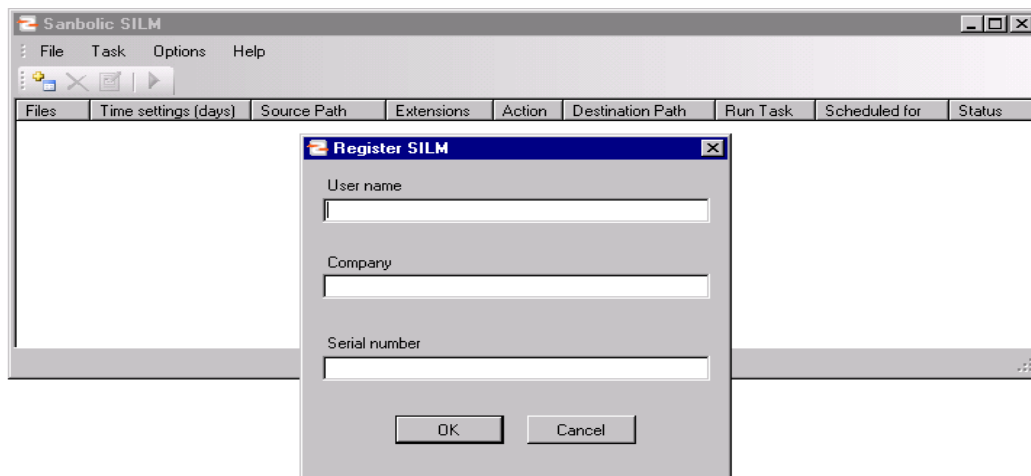 Sanbolic SILM
File Task Options Help
Files Time settings (days) Source Path Extensions Action Destination Path Run Task Scheduled for Status
Register SILM
User name
Company
Serial number
OK Cancel